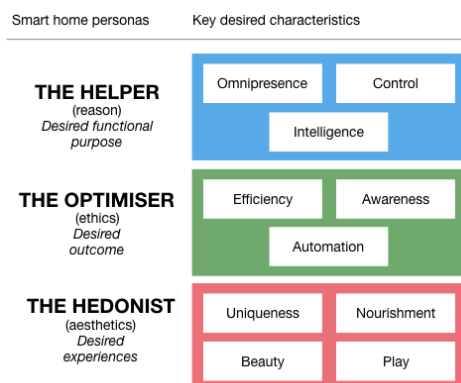 Smart home personas
Key desired characteristics
THE HELPER
(reason)
Desired functional
purpose
Omnipresence
Control
Intelligence
THE OPTIMISER
(ethics)
Desired
outcome
Efficiency
Awareness
Automation
THE HEDONIST
(aesthetics)
Desired
experiences
Uniqueness
Nourishment
Beauty
Play